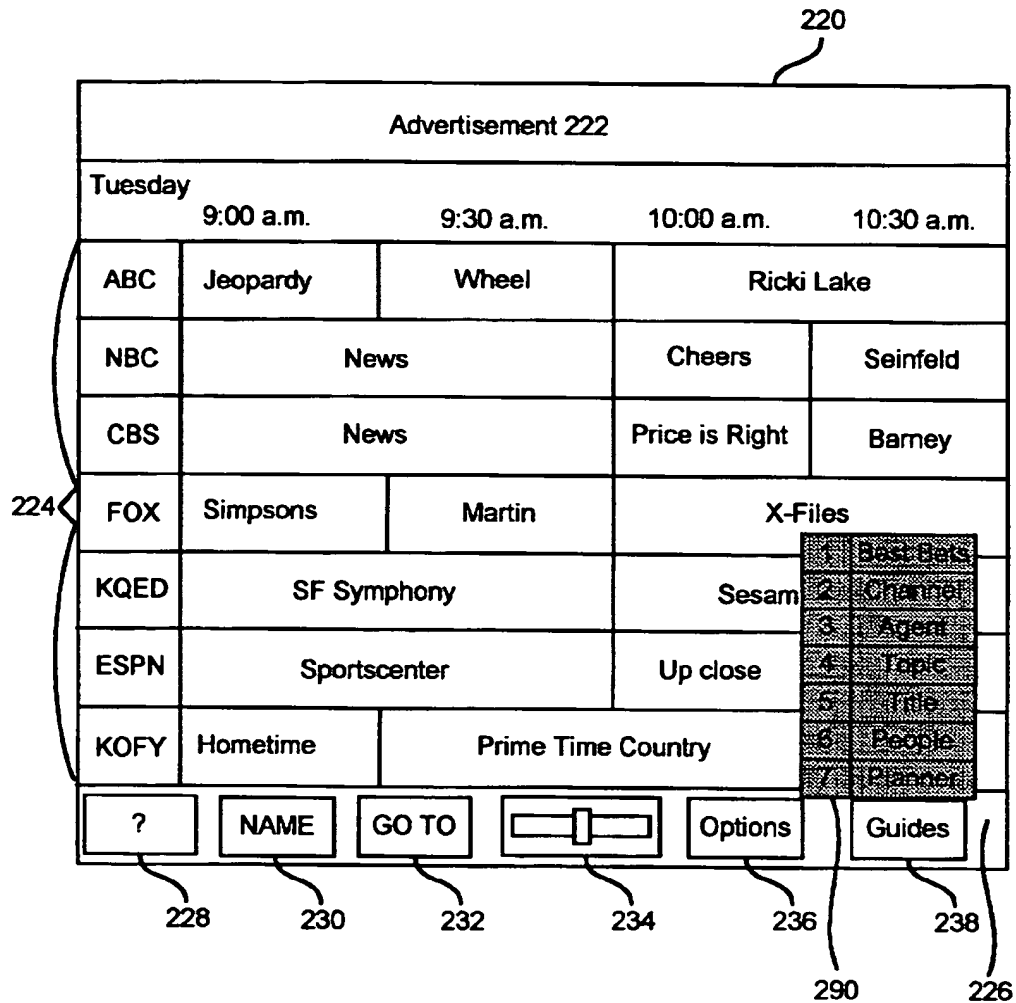 220
Advertisement 222
Tuesday
9:00 a.m. 9:30 a.m. 10:00 a.m. 10:30 a.m.
ABC Jeopardy Wheel Ricki Lake
NBC News Cheers Seinfeld
CBS News Price is Right Barney
224 FOX Simpsons Martin X-Files
1 Best Bets
KQED SF Symphony Sesam 2 Channel
3 Agent
ESPN Sportscenter Up close 4 Topic
5 Title
KOFY Hometime Prime Time Country 6 People
7 Planner
? NAME GO TO Options Guides
228 230 232 234 236 238
290 226